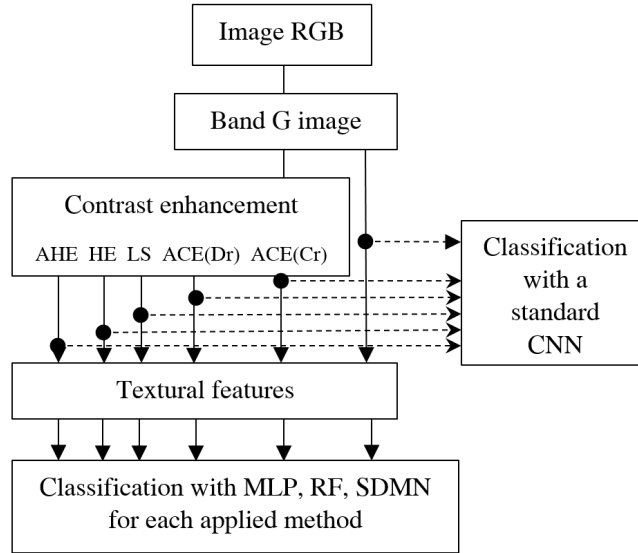 Image RGB
Band G image
Contrast enhancement
AHE HE LS ACE(Dr) ACE(Cr)
Classification
with a
standard
CNN
Textural features
Classification with MLP, RF, SDMN
for each applied method